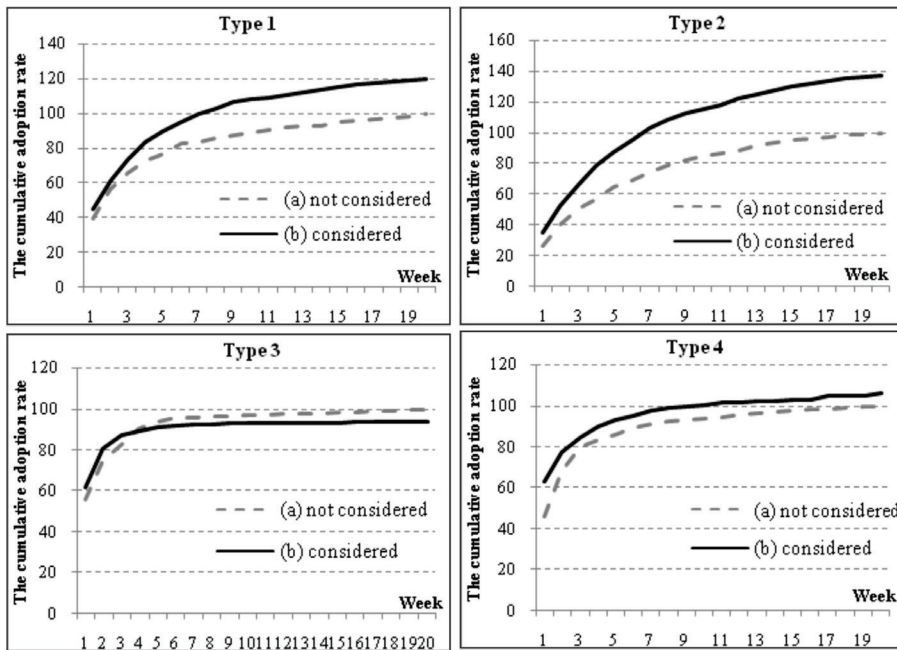 Type 1
The cumulative adoption rate
140
120
100
80
60
40
20
0
(a) not considered
(b) considered
Week
1 3 5 7 9 11 13 15 17 19
Type 2
The cumulative adoption rate
160
140
120
100
80
60
40
20
0
(a) not considered
(b) considered
Week
1 3 5 7 9 11 13 15 17 19
Type 3
The cumulative adoption rate
120
100
80
60
40
20
0
(a) not considered
(b) considered
Week
1 2 3 4 5 6 7 8 9 10 11 12 13 14 15 16 17 18 19 20
Type 4
The cumulative adoption rate
120
100
80
60
40
20
0
(a) not considered
(b) considered
Week
1 3 5 7 9 11 13 15 17 19